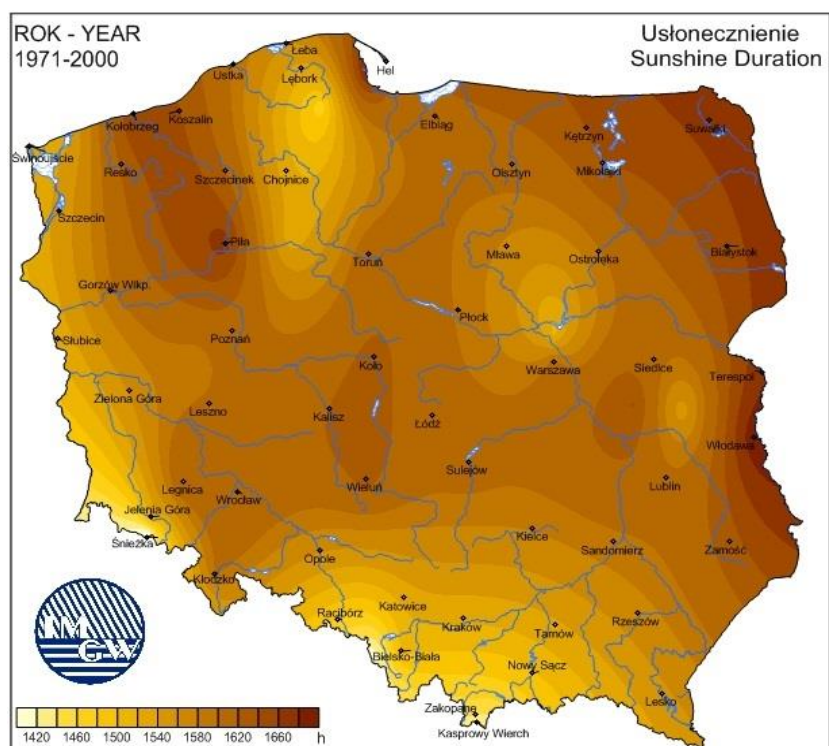 ROK - YEAR
1971-2000
Usłonecznienie
Sunshine Duration
Łeba
Hel
Ustka
Lębork
Kołobrzeg
Koszalin
Elbląg
Kętrzyn
Suwałki
Świnoujście
Resko
Szczecinek
Chojnice
Olsztyn
Mikołajki
Szczecin
Piła
Toruń
Mława
Ostrołęka
Białystok
Gorzów Wlkp.
Płock
Słubice
Poznań
Koło
Warszawa
Siedlce
Terespol
Zielona Góra
Leszno
Kalisz
Łódź
Włodawa
Sulejów
Legnica
Wrocław
Wieluń
Lublin
Jelenia Góra
Śnieżka
Kielce
Sandomierz
Zamość
Opole
Kłodzko
Racibórz
Katowice
Kraków
Tarnów
Rzeszów
Bielsko-Biała
Nowy Sącz
Lesko
Zakopane
Kasprowy Wierch
IM
G-W
1420 1460 1500 1540 1580 1620 1660 h